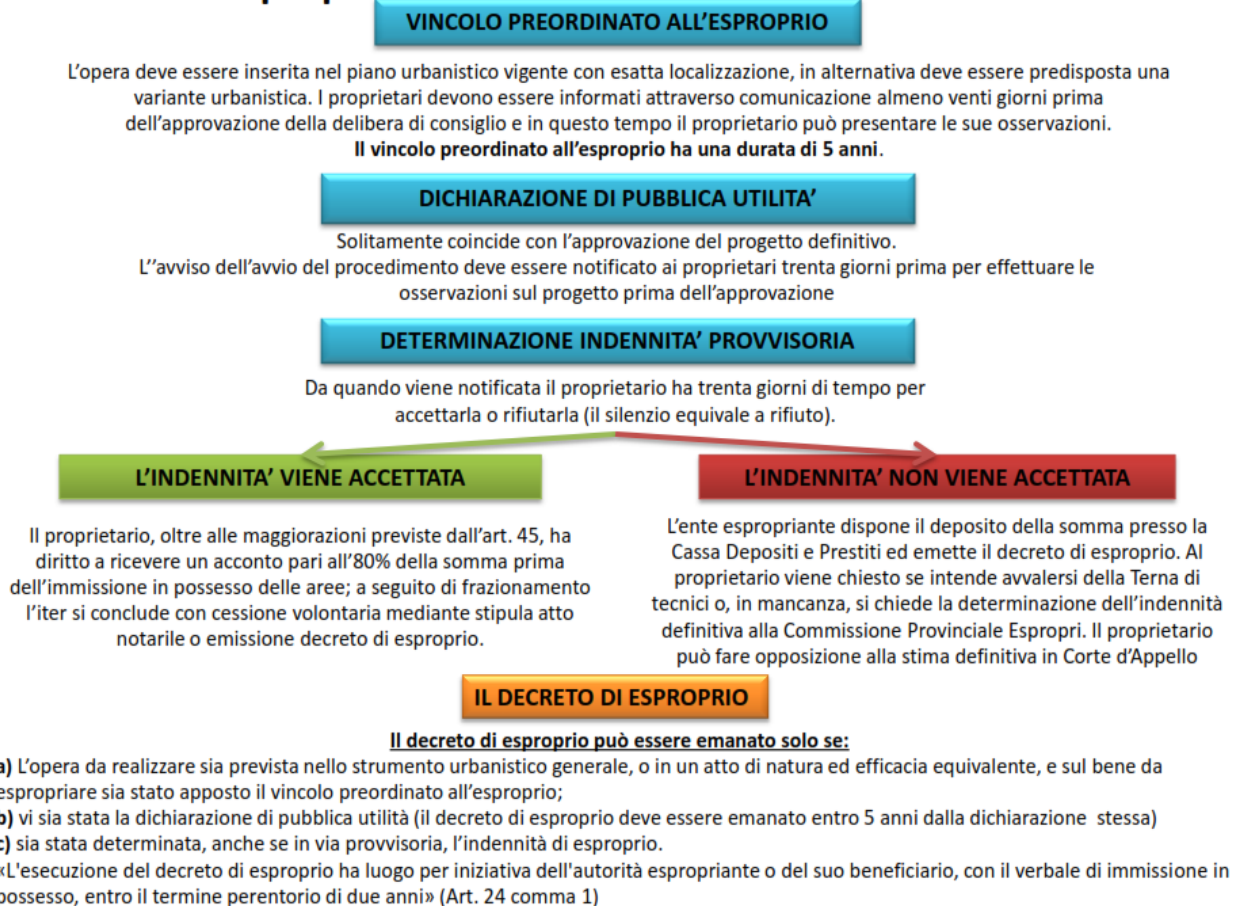 VINCOLO PREORDINATO ALL'ESPROPRIO
L'opera deve essere inserita nel piano urbanistico vigente con esatta localizzazione, in alternativa deve essere predisposta una
variante urbanistica. I proprietari devono essere informati attraverso comunicazione almeno venti giorni prima
dell'approvazione della delibera di consiglio e in questo tempo il proprietario può presentare le sue osservazioni.
Il vincolo preordinato all'esproprio ha una durata di 5 anni.
DICHIARAZIONE DI PUBBLICA UTILITA'
Solitamente coincide con l'approvazione del progetto definitivo.
L''avviso dell'avvio del procedimento deve essere notificato ai proprietari trenta giorni prima per effettuare le
osservazioni sul progetto prima dell'approvazione
DETERMINAZIONE INDENNITA' PROVVISORIA
Da quando viene notificata il proprietario ha trenta giorni di tempo per
accettarla o rifiutarla (il silenzio equivale a rifiuto).
L'INDENNITA' VIENE ACCETTATA
Il proprietario, oltre alle maggiorazioni previste dall'art. 45, ha
diritto a ricevere un acconto pari all'80% della somma prima
dell'immissione in possesso delle aree; a seguito di frazionamento
l'iter si conclude con cessione volontaria mediante stipula atto
notarile o emissione decreto di esproprio.
L'INDENNITA' NON VIENE ACCETTATA
L'ente espropriante dispone il deposito della somma presso la
Cassa Depositi e Prestiti ed emette il decreto di esproprio. Al
proprietario viene chiesto se intende avvalersi della Terna di
tecnici o, in mancanza, si chiede la determinazione dell'indennità
definitiva alla Commissione Provinciale Espropri. Il proprietario
può fare opposizione alla stima definitiva in Corte d'Appello
IL DECRETO DI ESPROPRIO
Il decreto di esproprio può essere emanato solo se:
a) L'opera da realizzare sia prevista nello strumento urbanistico generale, o in un atto di natura ed efficacia equivalente, e sul bene da
espropriare sia stato apposto il vincolo preordinato all'esproprio;
b) vi sia stata la dichiarazione di pubblica utilità (il decreto di esproprio deve essere emanato entro 5 anni dalla dichiarazione stessa)
c) sia stata determinata, anche se in via provvisoria, l'indennità di esproprio.
«L'esecuzione del decreto di esproprio ha luogo per iniziativa dell'autorità espropriante o del suo beneficiario, con il verbale di immissione in
possesso, entro il termine perentorio di due anni» (Art. 24 comma 1)